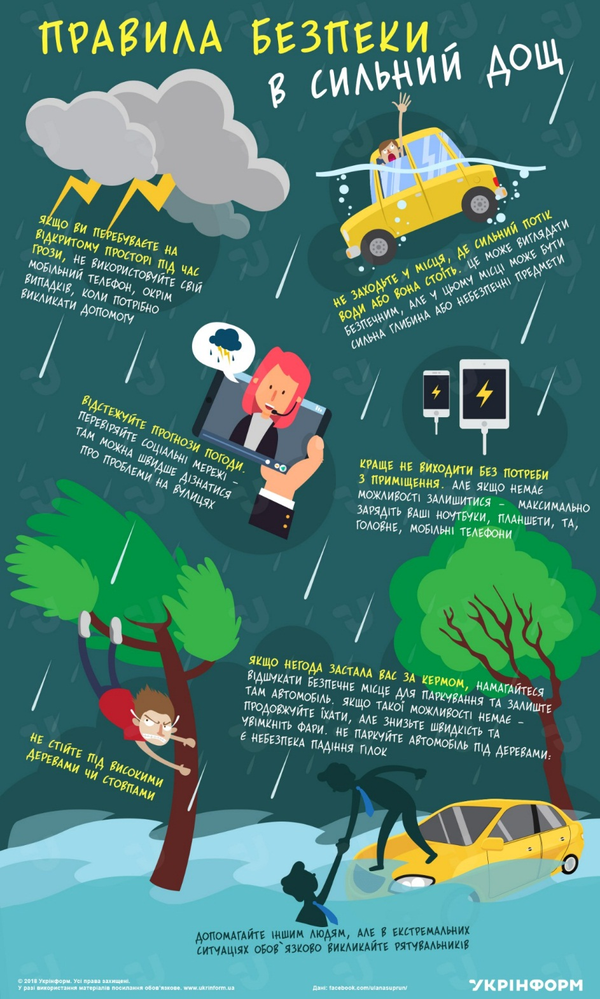 ПРАВИЛА БЕЗПЕКИ
В СИЛЬНИЙ ДОЩ
ЯКЩО ВИ ПЕРЕБУВАЄТЕ НА
ВІДКРИТОМУ ПРОСТОРІ ПІД ЧАС
ГРОЗИ, НЕ ВИКОРИСТОВУЙТЕ СВІЙ
МОБІЛЬНИЙ ТЕЛЕФОН, ОКРІМ
ВИПАДКІВ, КОЛИ ПОТРІБНО
ВИКЛИКАТИ ДОПОМОГУ
НЕ ЗАХОДЬТЕ У МІСЦЯ, ДЕ СИЛЬНИЙ ПОТІК
ВОДИ АБО ВОНА СТОЇТЬ. ЦЕ МОЖЕ ВИГЛЯДАТИ
БЕЗПЕЧНИМ, АЛЕ У ЦЬОМУ МІСЦІ МОЖЕ БУТИ
СИЛЬНА ГЛИБИНА АБО НЕБЕЗПЕЧНІ ПРЕДМЕТИ
ВІДСТЕЖУЙТЕ ПРОГНОЗИ ПОГОДИ.
ПЕРЕВІРЯЙТЕ СОЦІАЛЬНІ МЕРЕЖІ –
ТАМ МОЖНА ШВИДШЕ ДІЗНАТИСЯ
ПРО ПРОБЛЕМИ НА ВУЛИЦЯХ
КРАЩЕ НЕ ВИХОДИТИ БЕЗ ПОТРЕБИ
З ПРИМІЩЕННЯ. АЛЕ ЯКЩО НЕМАЄ
МОЖЛИВОСТІ ЗАЛИШИТИСЯ – МАКСИМАЛЬНО
ЗАРЯДІТЬ ВАШІ НОУТБУКИ, ПЛАНШЕТИ, ТА,
ГОЛОВНЕ, МОБІЛЬНІ ТЕЛЕФОНИ
ЯКЩО НЕГОДА ЗАСТАЛА ВАС ЗА КЕРМОМ, НАМАГАЙТЕСЯ
ВІДШУКАТИ БЕЗПЕЧНЕ МІСЦЕ ДЛЯ ПАРКУВАННЯ ТА ЗАЛИШТЕ
ТАМ АВТОМОБІЛЬ. ЯКЩО ТАКОЇ МОЖЛИВОСТІ НЕМАЄ –
ПРОДОВЖУЙТЕ ЇХАТИ, АЛЕ ЗНИЗЬТЕ ШВИДКІСТЬ ТА
УВІМКНІТЬ ФАРИ. НЕ ПАРКУЙТЕ АВТОМОБІЛЬ ПІД ДЕРЕВАМИ:
Є НЕБЕЗПЕКА ПАДІННЯ ГІЛОК
НЕ СТІЙТЕ ПІД ВИСОКИМИ
ДЕРЕВАМИ ЧИ СТОВПАМИ
ДОПОМАГАЙТЕ ІНШИМ ЛЮДЯМ, АЛЕ В ЕКСТРЕМАЛЬНИХ
СИТУАЦІЯХ ОБОВ`ЯЗКОВО ВИКЛИКАЙТЕ РЯТУВАЛЬНИКІВ
© 2018 Укрінформ. Усі права захищені.
У разі використання матеріалів посилання обов'язкове. www.ukrinform.ua
Дані: facebook.com/ulanasuprun/
УКРІНФОРМ